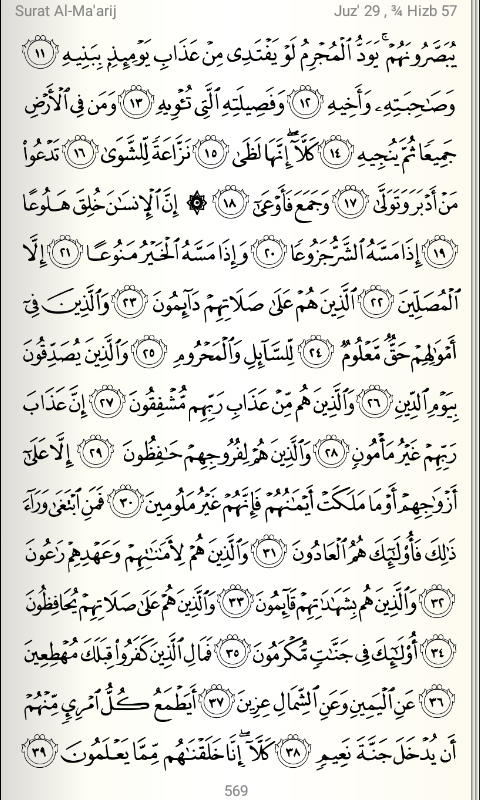 Surat Al-Ma'arij Juz' 29 , ¾ Hizb 57
يُبَصَّرُونَهُمْ ۚ يَوَدُّ ٱلْمُجْرِمُ لَوْ يَفْتَدِى مِنْ عَذَابِ يَوْمِئِذٍۭ بِبَنِيهِ ١١
وَصَـٰحِبَتِهِۦ وَأَخِيهِ ١٢ وَفَصِيلَتِهِ ٱلَّتِى تُـْٔوِيهِ ١٣ وَمَن فِى ٱلْأَرْضِ
جَمِيعًا ثُمَّ يُنجِيهِ ١٤ كَلَّآ ۖ إِنَّهَا لَظَىٰ ١٥ نَزَّاعَةً لِّلشَّوَىٰ ١٦ تَدْعُوا۟
مَنْ أَدْبَرَ وَتَوَلَّىٰ ١٧ وَجَمَعَ فَأَوْعَىٰٓ ١٨ ۞ إِنَّ ٱلْإِنسَـٰنَ خُلِقَ هَلُوعًا
١٩ إِذَا مَسَّهُ ٱلشَّرُّ جَزُوعًا ٢٠ وَإِذَا مَسَّهُ ٱلْخَيْرُ مَنُوعًا ٢١ إِلَّا
ٱلْمُصَلِّينَ ٢٢ ٱلَّذِينَ هُمْ عَلَىٰ صَلَاتِهِمْ دَآئِمُونَ ٢٣ وَٱلَّذِينَ فِىٓ
أَمْوَٰلِهِمْ حَقٌّ مَّعْلُومٌ ٢٤ لِّلسَّآئِلِ وَٱلْمَحْرُومِ ٢٥ وَٱلَّذِينَ يُصَدِّقُونَ
بِيَوْمِ ٱلدِّينِ ٢٦ وَٱلَّذِينَ هُم مِّنْ عَذَابِ رَبِّهِم مُّشْفِقُونَ ٢٧ إِنَّ عَذَابَ
رَبِّهِمْ غَيْرُ مَأْمُونٍ ٢٨ وَٱلَّذِينَ هُمْ لِفُرُوجِهِمْ حَـٰفِظُونَ ٢٩ إِلَّا عَلَىٰٓ
أَزْوَٰجِهِمْ أَوْ مَا مَلَكَتْ أَيْمَـٰنُهُمْ فَإِنَّهُمْ غَيْرُ مَلُومِينَ ٣٠ فَمَنِ ٱبْتَغَىٰ وَرَآءَ
ذَٰلِكَ فَأُو۟لَـٰٓئِكَ هُمُ ٱلْعَادُونَ ٣١ وَٱلَّذِينَ هُمْ لِأَمَـٰنَـٰتِهِمْ وَعَهْدِهِمْ رَٰعُونَ
٣٢ وَٱلَّذِينَ هُم بِشَهَـٰدَٰتِهِمْ قَآئِمُونَ ٣٣ وَٱلَّذِينَ هُمْ عَلَىٰ صَلَاتِهِمْ يُحَافِظُونَ
٣٤ أُو۟لَـٰٓئِكَ فِى جَنَّـٰتٍ مُّكْرَمُونَ ٣٥ فَمَالِ ٱلَّذِينَ كَفَرُوا۟ قِبَلَكَ مُهْطِعِينَ
٣٦ عَنِ ٱلْيَمِينِ وَعَنِ ٱلشِّمَالِ عِزِينَ ٣٧ أَيَطْمَعُ كُلُّ ٱمْرِئٍ مِّنْهُمْ
أَن يُدْخَلَ جَنَّةَ نَعِيمٍ ٣٨ كَلَّآ ۖ إِنَّا خَلَقْنَـٰهُم مِّمَّا يَعْلَمُونَ ٣٩
569